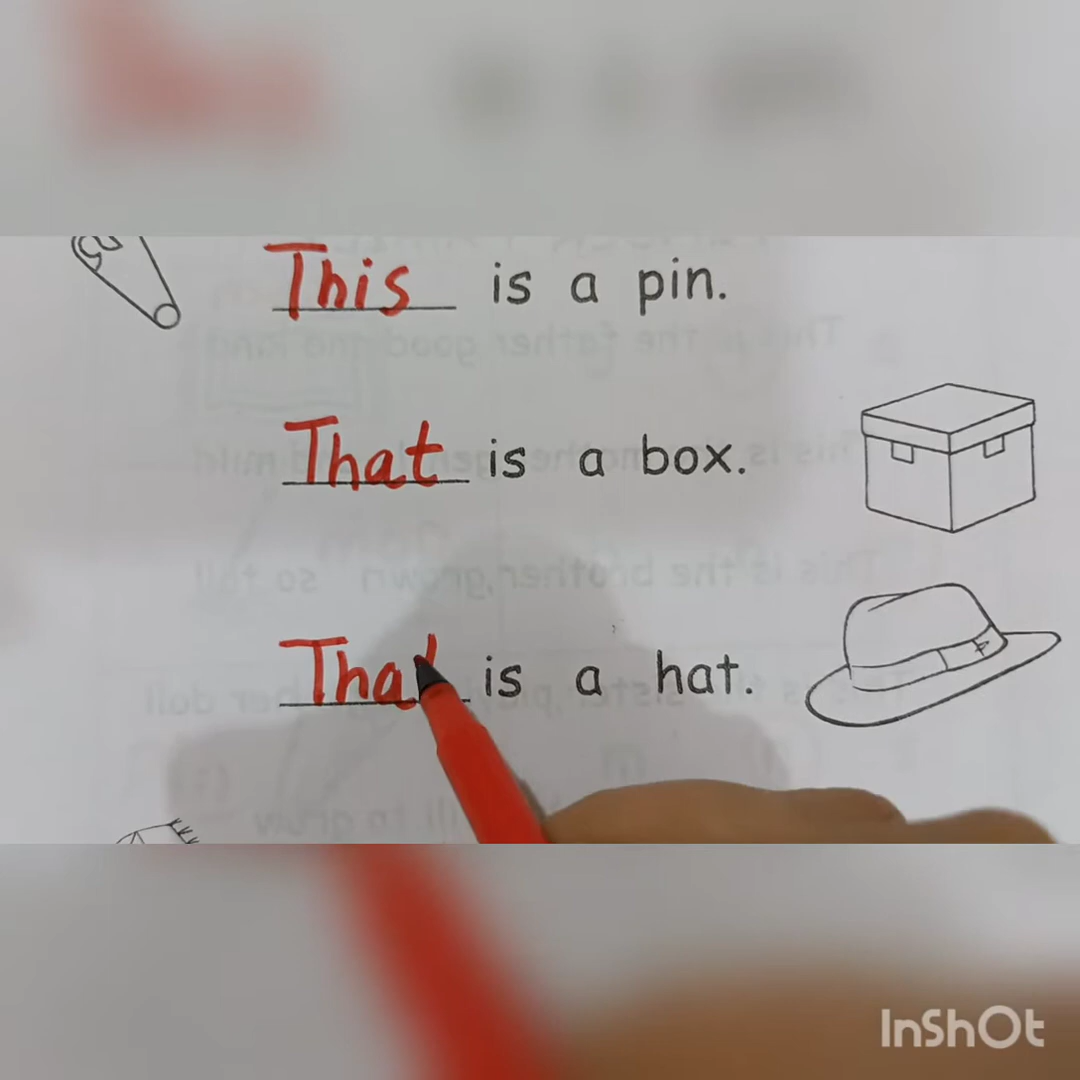 This is a pin.
That is a box.
That is a hat.
InShOt